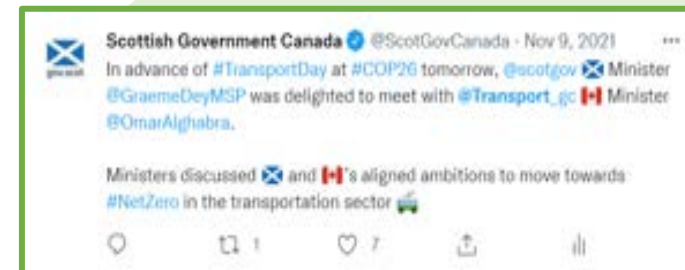 Scottish Government Canada @ScotGovCanada · Nov 9, 2021
In advance of #TransportDay at #COP26 tomorrow, @scotgov 🏴󠁧󠁢󠁳󠁣󠁴󠁿 Minister
@GraemeDeyMSP was delighted to meet with @Transport_gc 🇨🇦 Minister
@OmarAlghabra.
Ministers discussed 🏴󠁧󠁢󠁳󠁣󠁴󠁿 and 🇨🇦's aligned ambitions to move towards
#NetZero in the transportation sector 🚎
1 7